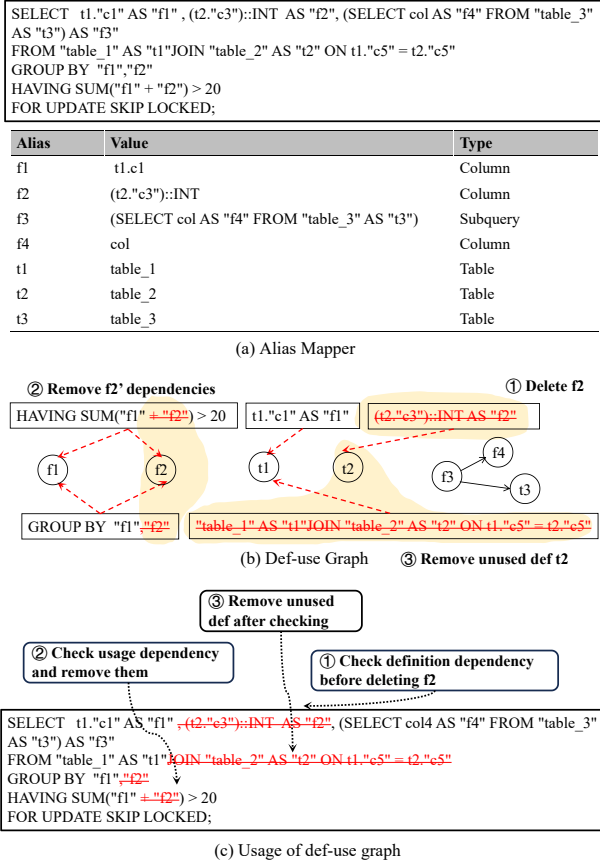 SELECT t1."c1" AS "f1" , (t2."c3")::INT AS "f2", (SELECT col AS "f4" FROM "table_3"
AS "t3") AS "f3"
FROM "table_1" AS "t1"JOIN "table_2" AS "t2" ON t1."c5" = t2."c5"
GROUP BY "f1","f2"
HAVING SUM("f1" + "f2") > 20
FOR UPDATE SKIP LOCKED;
Alias Value Type
f1 t1.c1 Column
f2 (t2."c3")::INT Column
f3 (SELECT col AS "f4" FROM "table_3" AS "t3") Subquery
f4 col Column
t1 table_1 Table
t2 table_2 Table
t3 table_3 Table
(a) Alias Mapper
② Remove f2' dependencies
① Delete f2
HAVING SUM("f1" + "f2") > 20
t1."c1" AS "f1"
(t2."c3")::INT AS "f2"
f1
f2
t1
t2
f3
f4
t3
GROUP BY "f1","f2"
"table_1" AS "t1"JOIN "table_2" AS "t2" ON t1."c5" = t2."c5"
(b) Def-use Graph
③ Remove unused def t2
③ Remove unused
def after checking
② Check usage dependency
and remove them
① Check definition dependency
before deleting f2
SELECT t1."c1" AS "f1" , (t2."c3")::INT AS "f2", (SELECT col4 AS "f4" FROM "table_3"
AS "t3") AS "f3"
FROM "table_1" AS "t1"JOIN "table_2" AS "t2" ON t1."c5" = t2."c5"
GROUP BY "f1","f2"
HAVING SUM("f1" + "f2") > 20
FOR UPDATE SKIP LOCKED;
(c) Usage of def-use graph